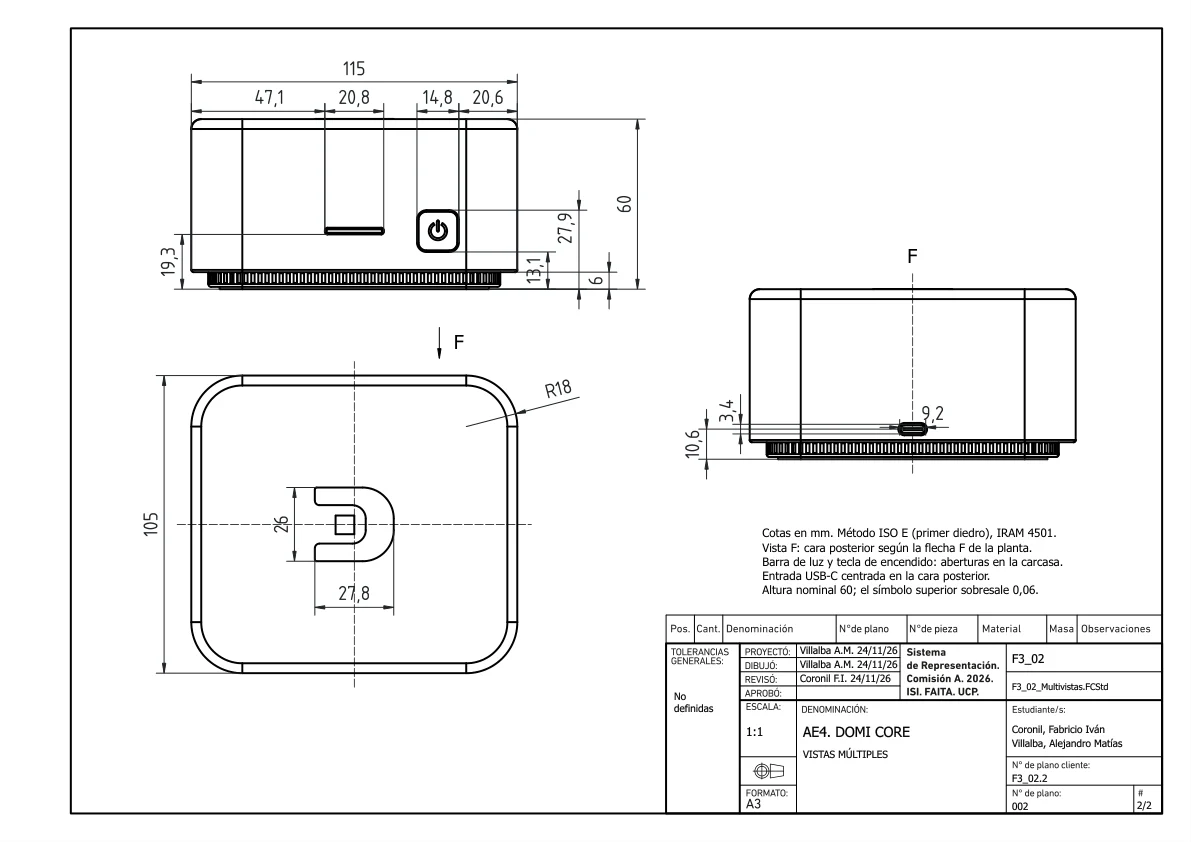 115
47,1
20,8
14,8
20,6
60
27,9
19,3
13,1
6
F
F
R18
3,4
9,2
10,6
105
26
27,8
Cotas en mm. Método ISO E (primer diedro), IRAM 4501.
Vista F: cara posterior según la flecha F de la planta.
Barra de luz y tecla de encendido: aberturas en la carcasa.
Entrada USB-C centrada en la cara posterior.
Altura nominal 60; el símbolo superior sobresale 0,06.
Pos. Cant. Denominación N°de plano N°de pieza Material Masa Observaciones
TOLERANCIAS
GENERALES:
No
definidas
PROYECTÓ: Villalba A.M. 24/11/26
DIBUJÓ: Villalba A.M. 24/11/26
REVISÓ: Coronil F.I. 24/11/26
APROBÓ:
Sistema
de Representación.
Comisión A. 2026.
ISI. FAITA. UCP.
F3_02
F3_02_Multivistas.FCStd
ESCALA:
1:1
DENOMINACIÓN:
AE4. DOMI CORE
VISTAS MÚLTIPLES
Estudiante/s:
Coronil, Fabricio Iván
Villalba, Alejandro Matías
N° de plano cliente:
F3_02.2
FORMATO:
A3
N° de plano:
002
#
2/2